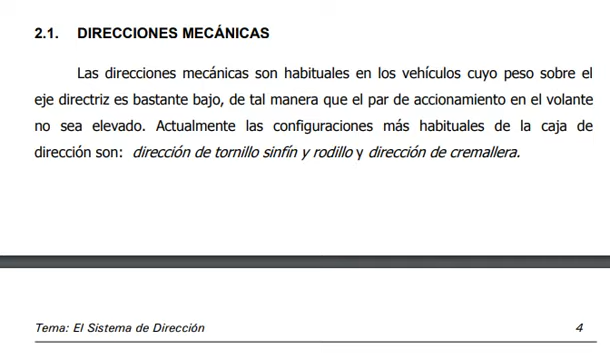 2.1. DIRECCIONES MECÁNICAS
Las direcciones mecánicas son habituales en los vehículos cuyo peso sobre el
eje directriz es bastante bajo, de tal manera que el par de accionamiento en el volante
no sea elevado. Actualmente las configuraciones más habituales de la caja de
dirección son: dirección de tornillo sinfín y rodillo y dirección de cremallera.
Tema: El Sistema de Dirección 4